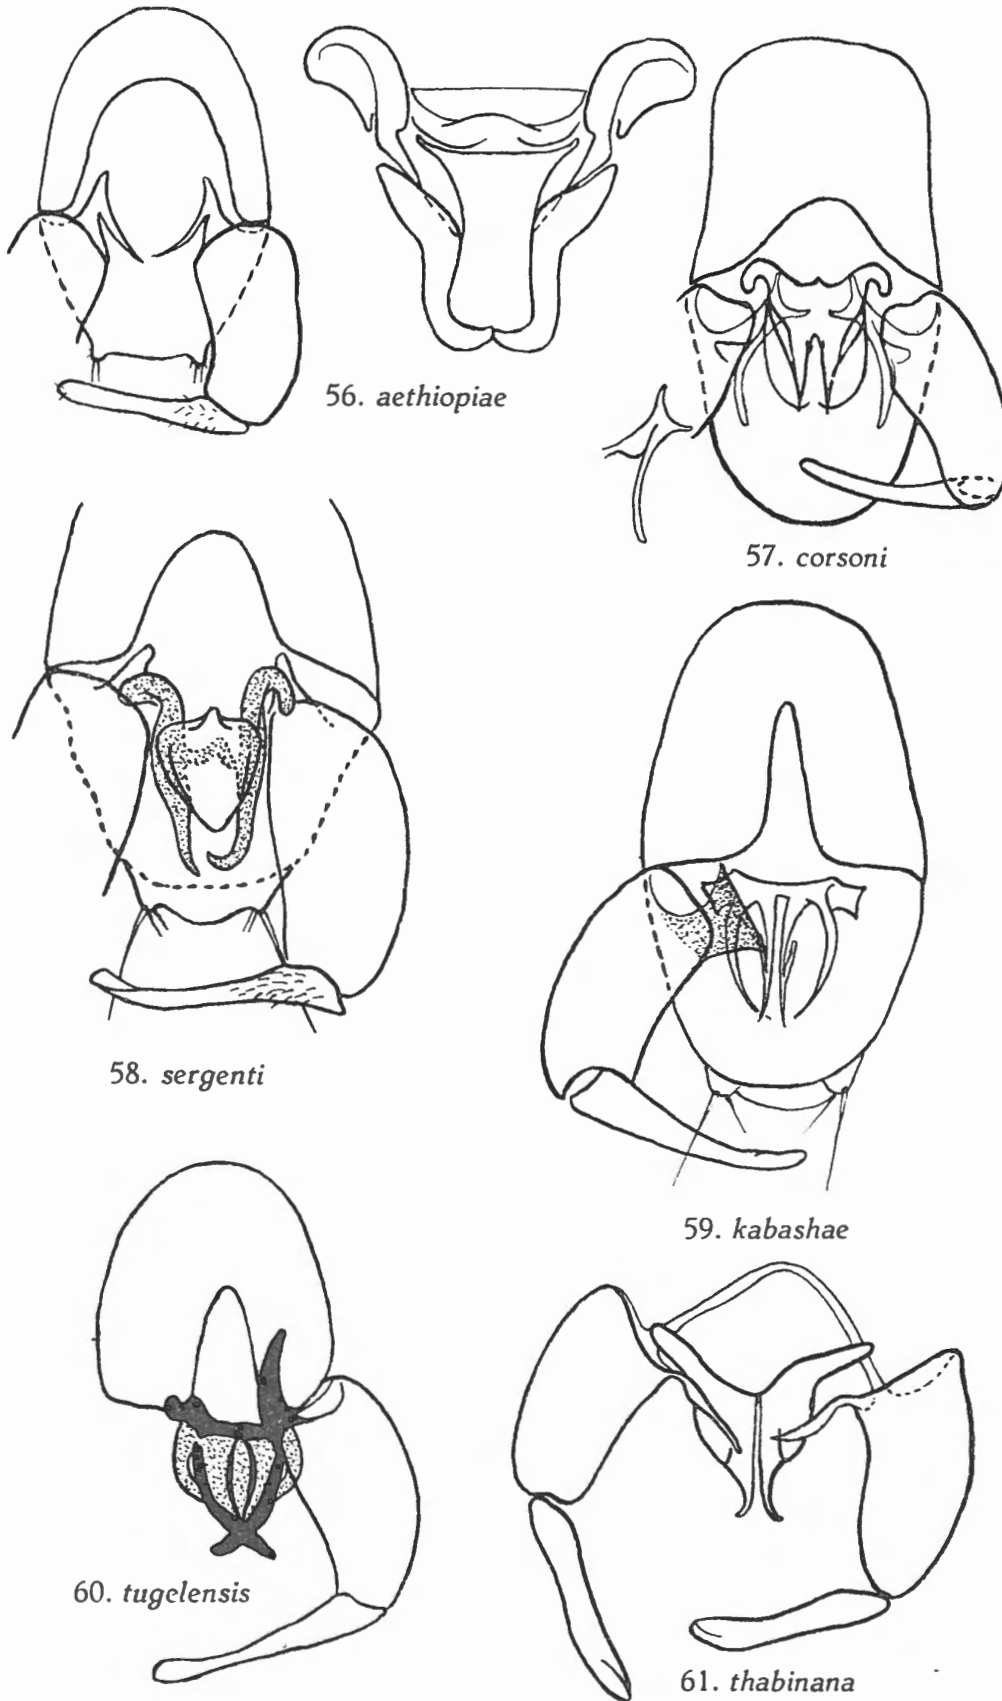 56. aethiopiae
57. corsoni
58. sergenti
59. kabashae
60. tugelensis
61. thabinana